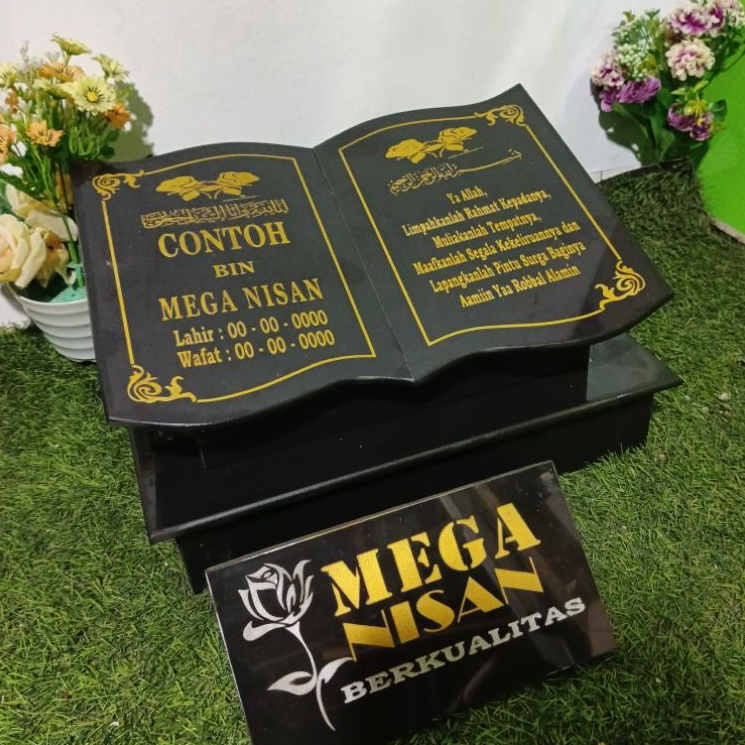 CONTOH
BIN
MEGA NISAN
Lahir : 00 - 00 - 0000
Wafat : 00 - 00 - 0000
Ya Allah,
Limpahkanlah Rahmat Kepadanya,
Muliakanlah Tempatnya,
Maafkanlah Segala Kekeliruannya dan
Lapangkanlah Pintu Surga Baginya
Aamiin Yaa Robbal Alamin
MEGA
NISAN
BERKUALITAS